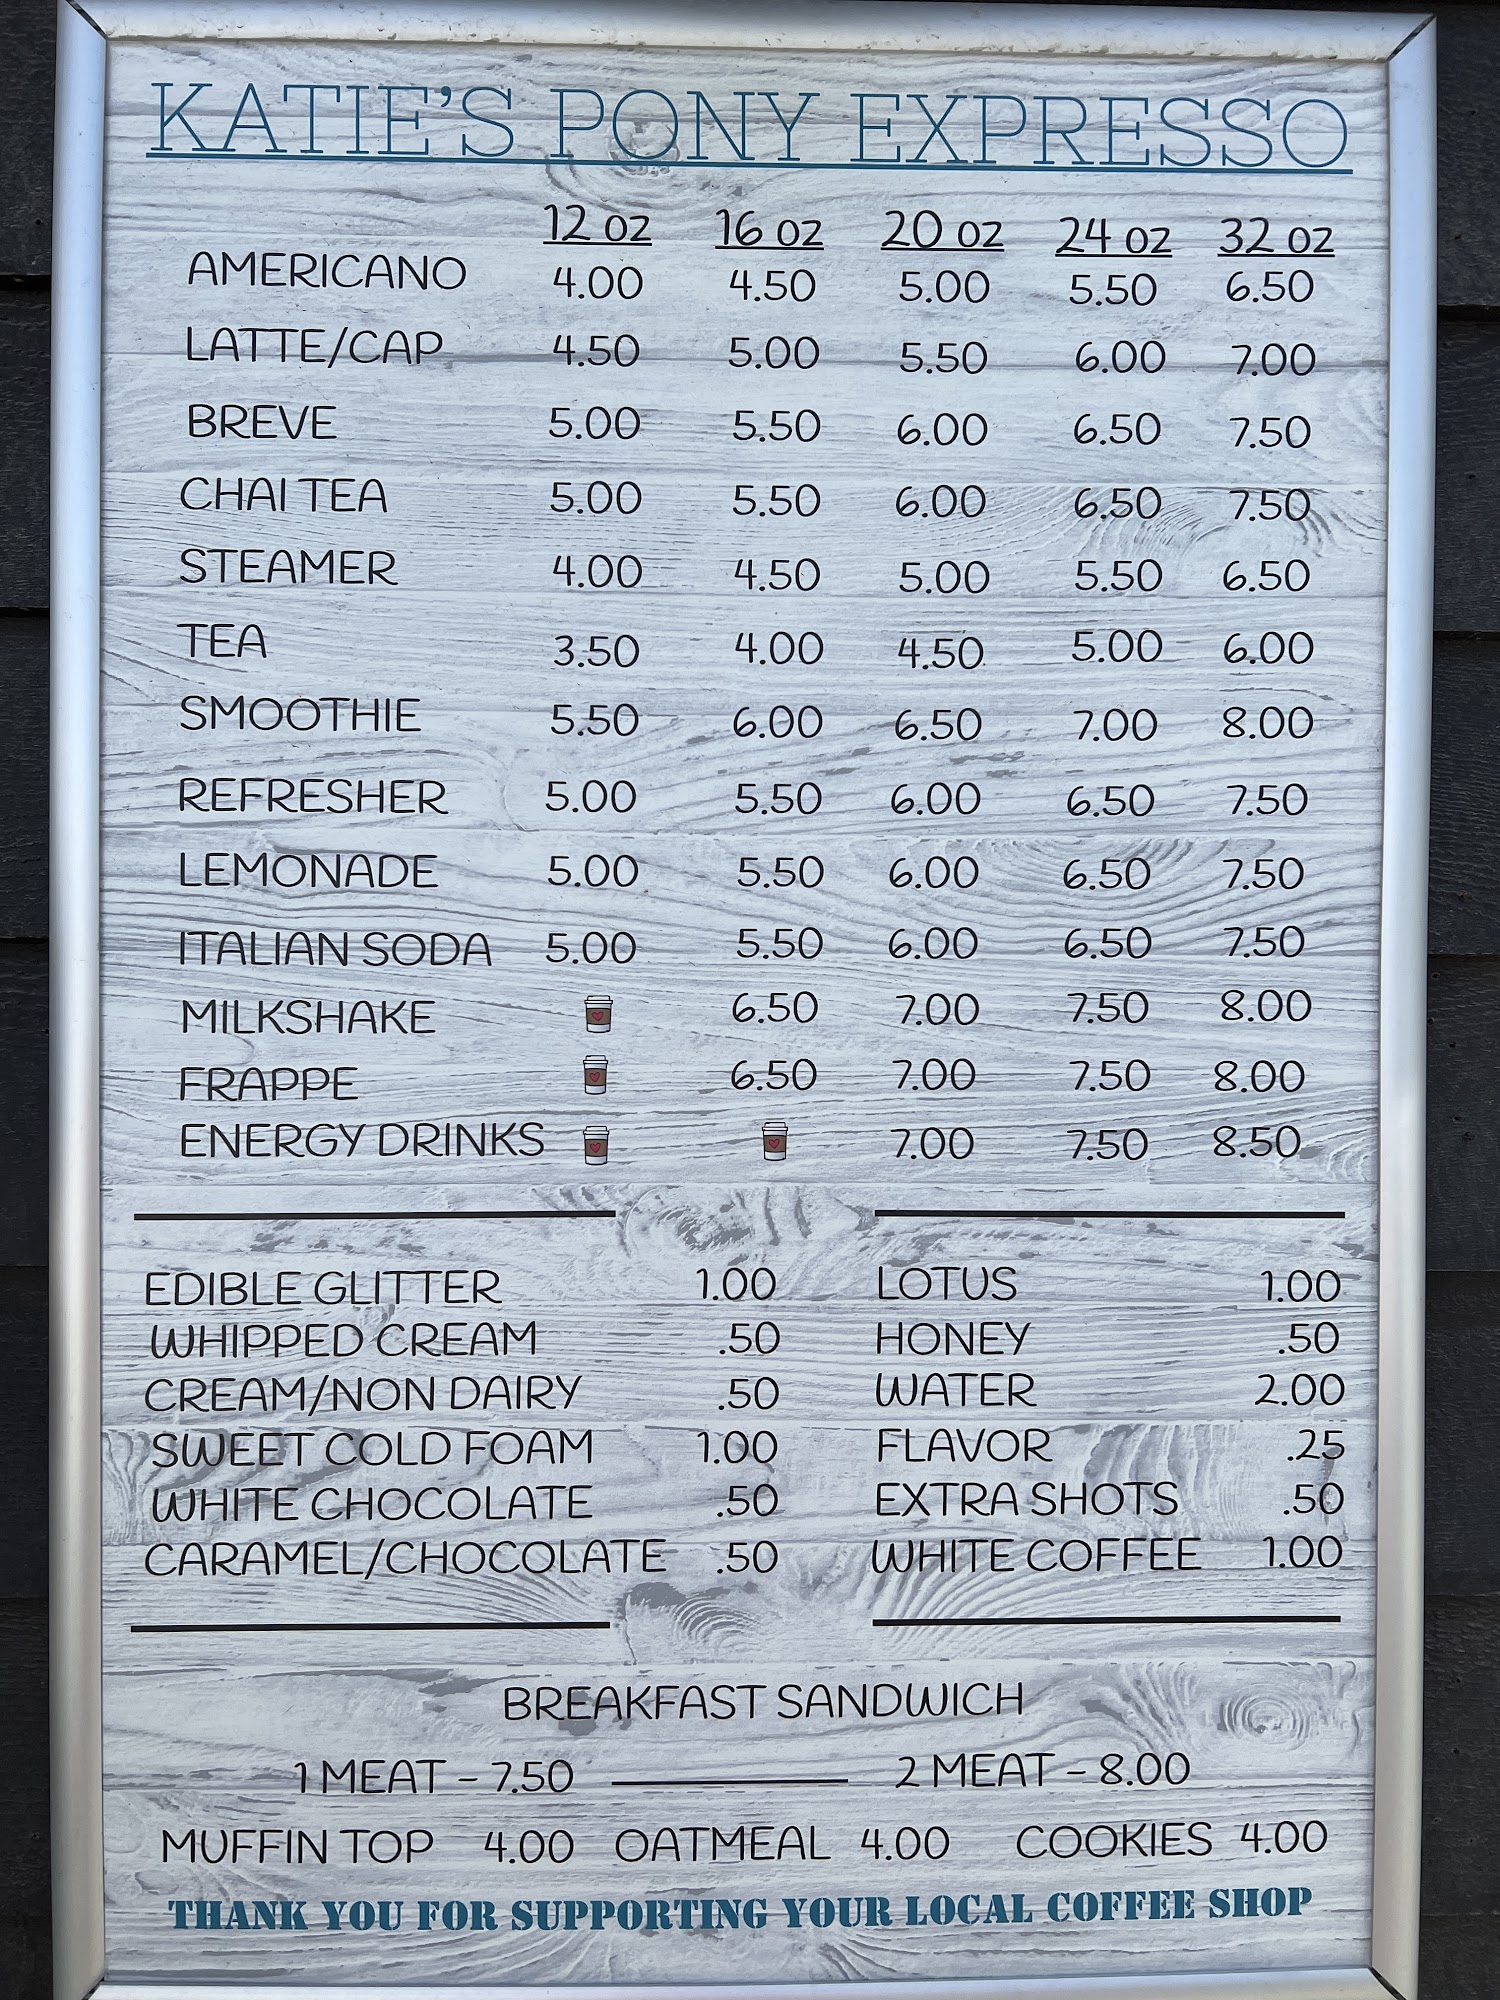 KATIE'S PONY EXPRESSO
12 oz 16 oz 20 oz 24 oz 32 oz
AMERICANO 4.00 4.50 5.00 5.50 6.50
LATTE/CAP 4.50 5.00 5.50 6.00 7.00
BREVE 5.00 5.50 6.00 6.50 7.50
CHAI TEA 5.00 5.50 6.00 6.50 7.50
STEAMER 4.00 4.50 5.00 5.50 6.50
TEA 3.50 4.00 4.50 5.00 6.00
SMOOTHIE 5.50 6.00 6.50 7.00 8.00
REFRESHER 5.00 5.50 6.00 6.50 7.50
LEMONADE 5.00 5.50 6.00 6.50 7.50
ITALIAN SODA 5.00 5.50 6.00 6.50 7.50
MILKSHAKE 6.50 7.00 7.50 8.00
FRAPPE 6.50 7.00 7.50 8.00
ENERGY DRINKS 7.00 7.50 8.50
EDIBLE GLITTER 1.00 LOTUS 1.00
WHIPPED CREAM .50 HONEY .50
CREAM/NON DAIRY .50 WATER 2.00
SWEET COLD FOAM 1.00 FLAVOR .25
WHITE CHOCOLATE .50 EXTRA SHOTS .50
CARAMEL/CHOCOLATE .50 WHITE COFFEE 1.00
BREAKFAST SANDWICH
1 MEAT – 7.50 2 MEAT – 8.00
MUFFIN TOP 4.00 OATMEAL 4.00 COOKIES 4.00
THANK YOU FOR SUPPORTING YOUR LOCAL COFFEE SHOP